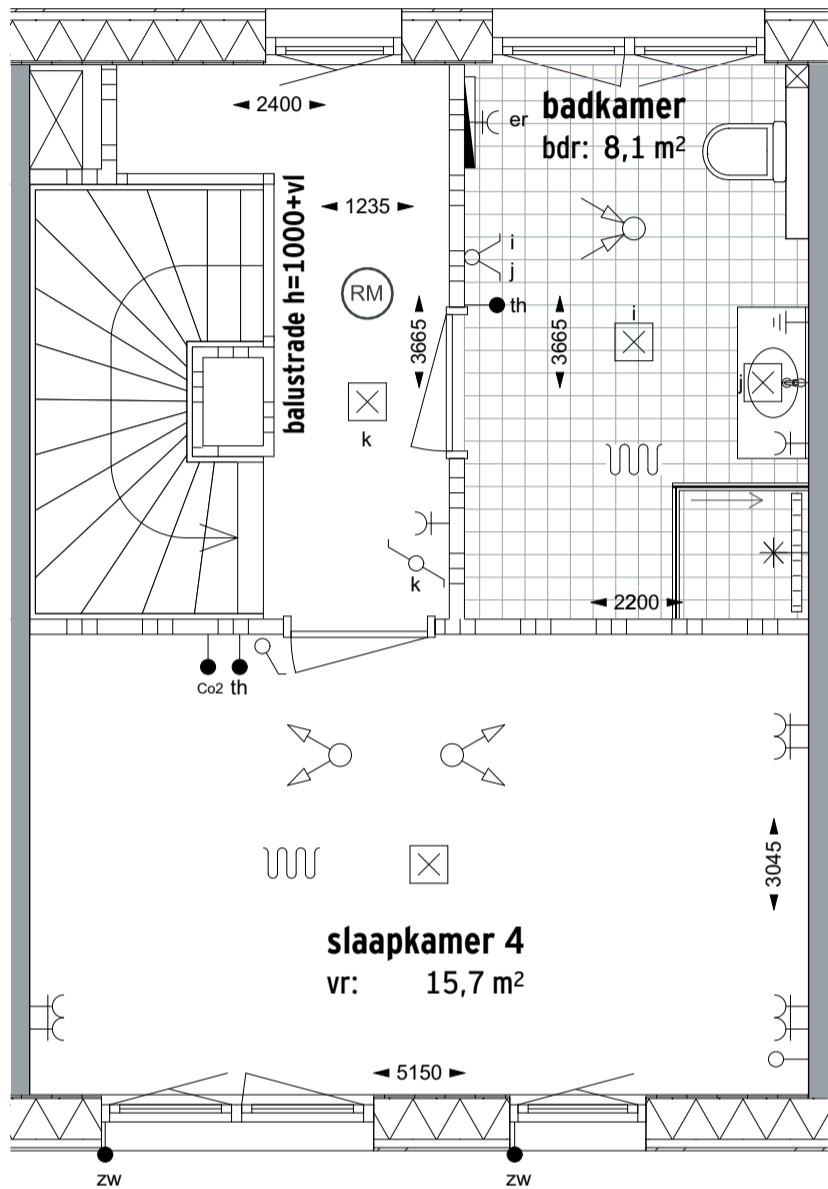 2400
er
badkamer
bdr: 8,1 m²
1235
balustrade h=1000+vl
i
j
RM
th
3665
3665
i
j
k
k
2200
Co2 th
3045
slaapkamer 4
vr: 15,7 m²
5150
zw
zw